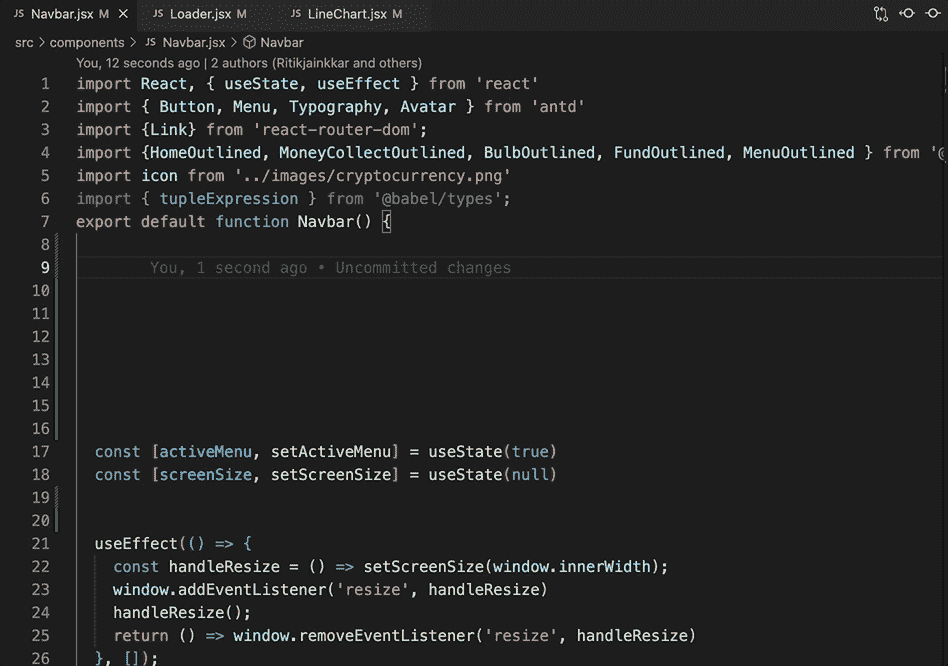 JS Navbar.jsx M × JS Loader.jsx M JS LineChart.jsx M
src > components > JS Navbar.jsx > Navbar
You, 12 seconds ago | 2 authors (Ritikjainkkar and others)
1 import React, { useState, useEffect } from 'react'
2 import { Button, Menu, Typography, Avatar } from 'antd'
3 import {Link} from 'react-router-dom';
4 import {HomeOutlined, MoneyCollectOutlined, BulbOutlined, FundOutlined, MenuOutlined } from '@
5 import icon from '../images/cryptocurrency.png'
6 import { tupleExpression } from '@babel/types';
7 export default function Navbar() {
8
9 You, 1 second ago • Uncommitted changes
10
11
12
13
14
15
16
17 const [activeMenu, setActiveMenu] = useState(true)
18 const [screenSize, setScreenSize] = useState(null)
19
20
21 useEffect(() => {
22 const handleResize = () => setScreenSize(window.innerWidth);
23 window.addEventListener('resize', handleResize)
24 handleResize();
25 return () => window.removeEventListener('resize', handleResize)
26 }, []);